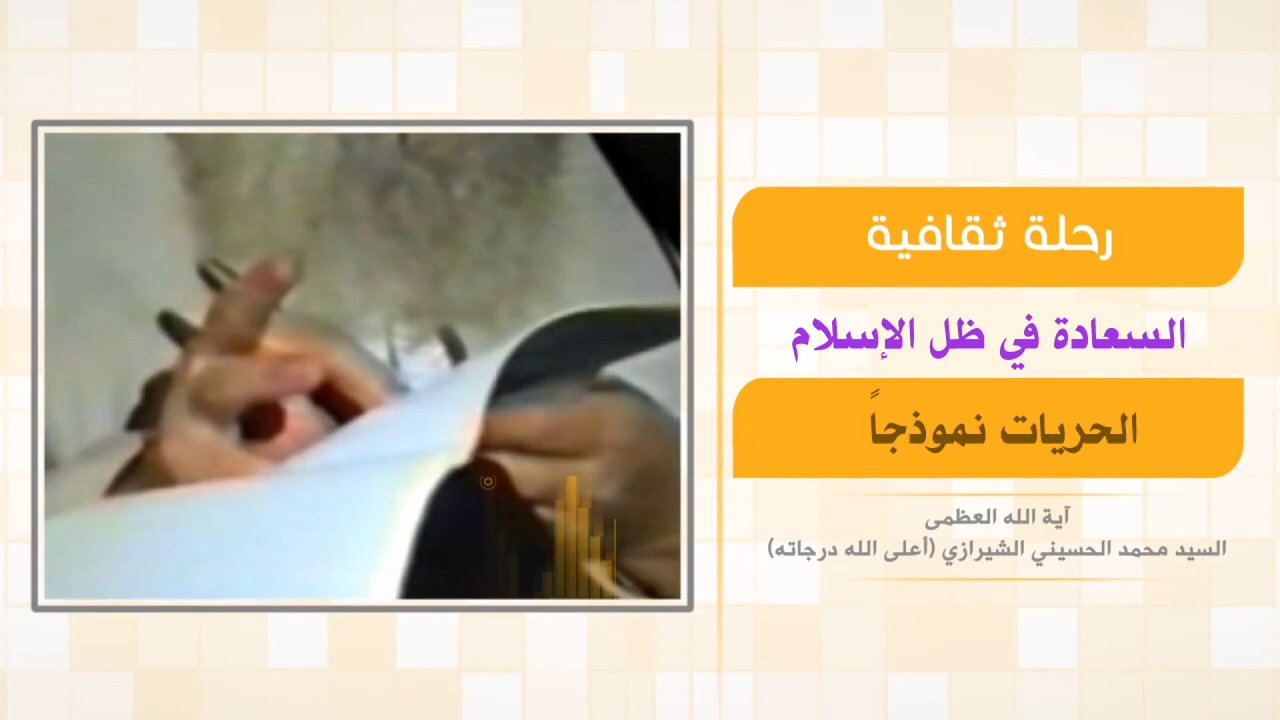 رحلة ثقافية
السعادة في ظل الإسلام
الحريات نموذجاً
آية الله العظمى
السيد محمد الحسيني الشيرازي (أعلى الله درجاته)